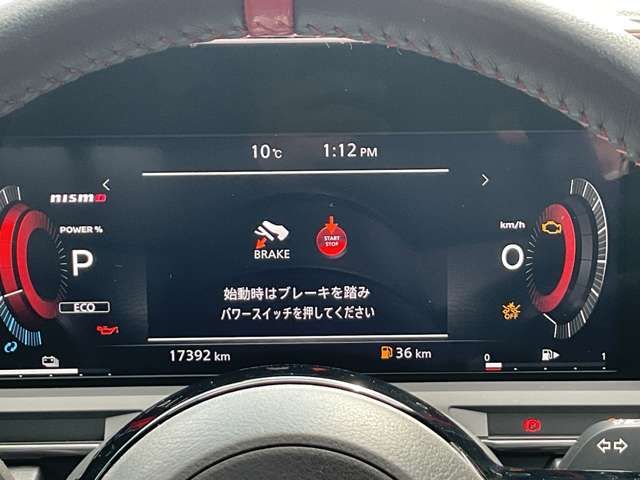 10℃ 1:12 PM
nismo
POWER %
km/h
P
0
START
STOP
BRAKE
ECO
OFF
始動時はブレーキを踏み
パワースイッチを押してください
17392 km
36 km
0 1